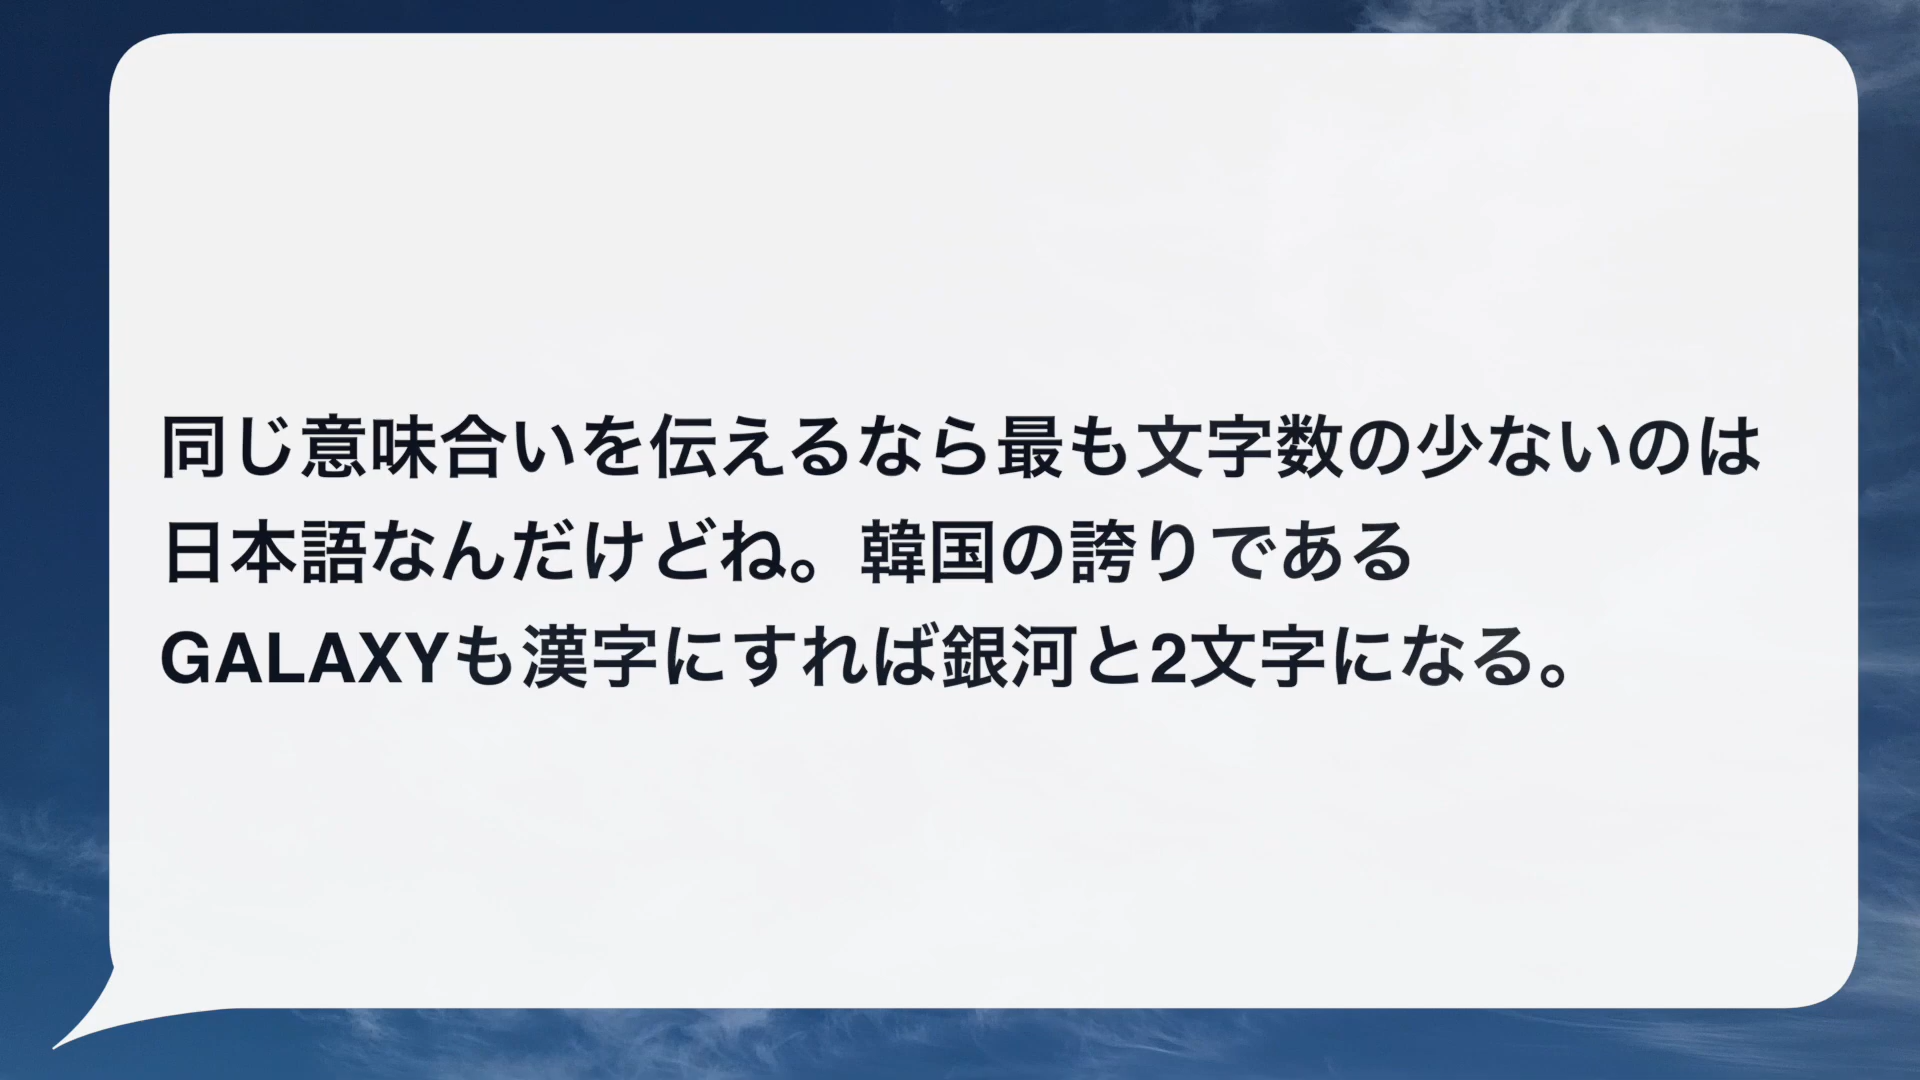 同じ意味合いを伝えるなら最も文字数の少ないのは
日本語なんだけどね。韓国の誇りである
GALAXYも漢字にすれば銀河と2文字になる。